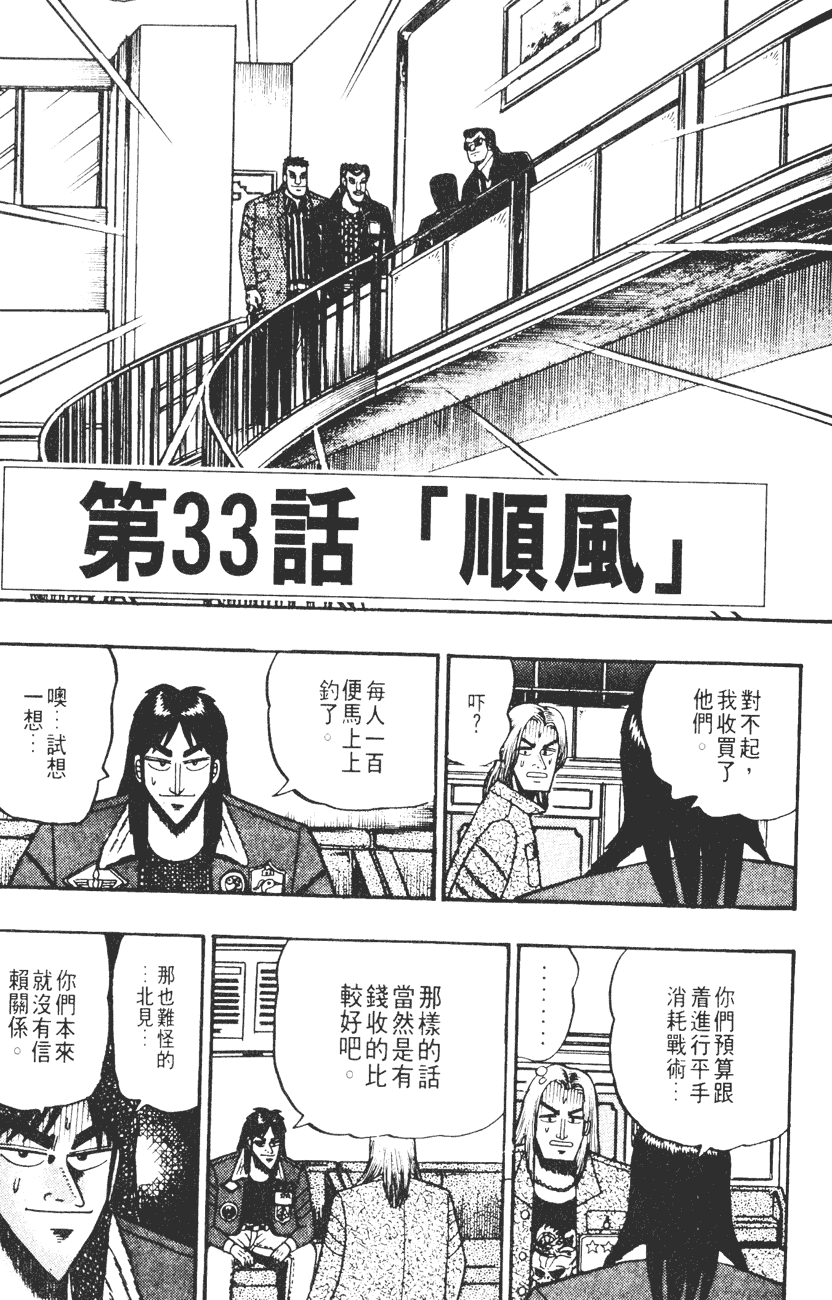 第33話「順風」
對不起，
我收買了
他們。
吓？
每人一百
便馬上上
釣了。
噢…試想
一想…
你們預算跟
着進行平手
消耗戰術…
………
那樣的話
當然是有
錢收的比
較好吧。
那也難怪的
…北見…
你們本來
就沒有信
賴關係。